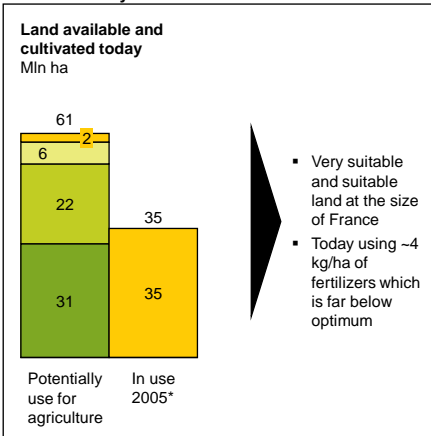 Land available and
cultivated today
Mln ha
61
2
6
22
31
35
35
Potentially
use for
agriculture
In use
2005*
▪ Very suitable
and suitable
land at the size
of France
▪ Today using ~4
kg/ha of
fertilizers which
is far below
optimum